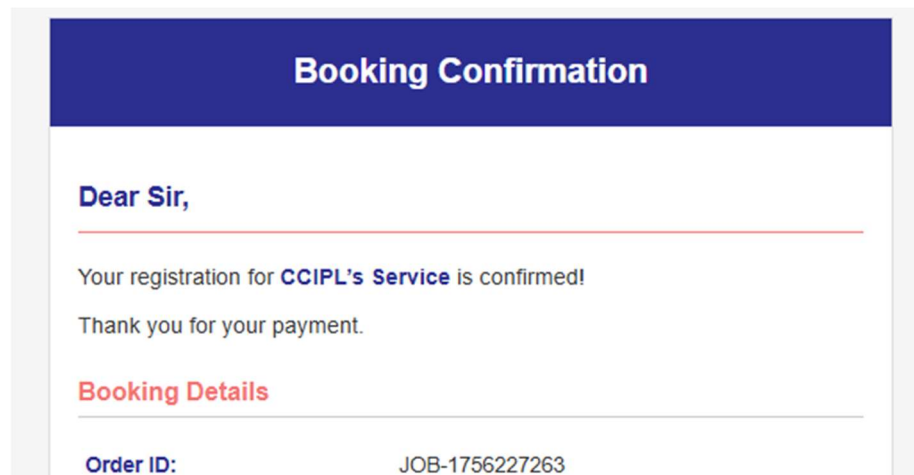 Booking Confirmation
Dear Sir,
Your registration for CCIPL's Service is confirmed!
Thank you for your payment.
Booking Details
Order ID: JOB-1756227263